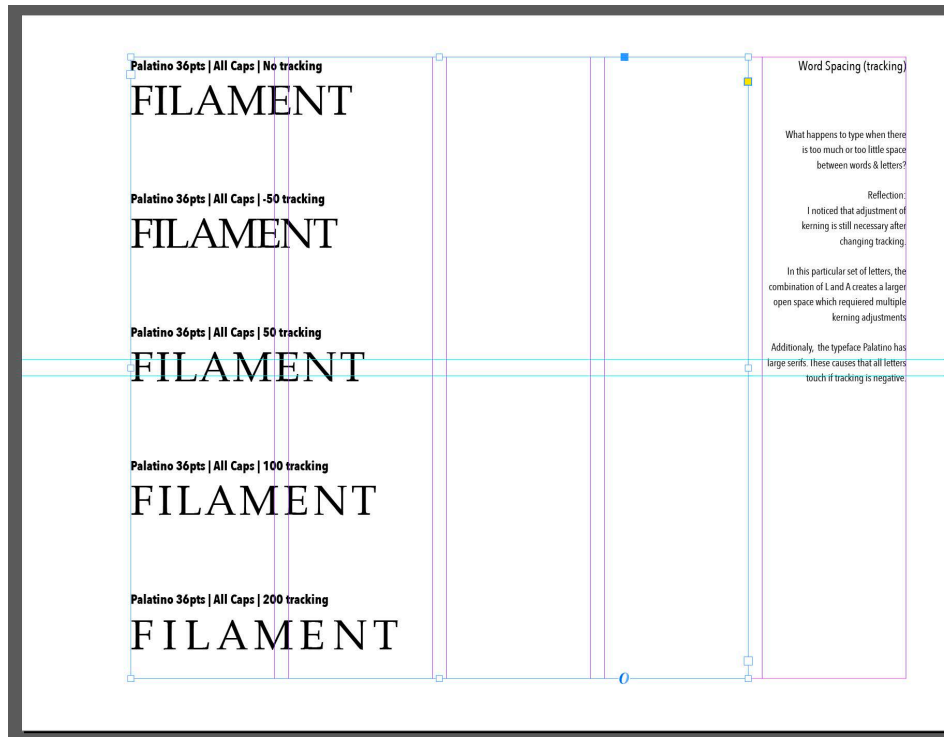 Palatino 36pts | All Caps | No tracking
FILAMENT
Palatino 36pts | All Caps | -50 tracking
FILAMENT
Palatino 36pts | All Caps | 50 tracking
FILAMENT
Palatino 36pts | All Caps | 100 tracking
FILAMENT
Palatino 36pts | All Caps | 200 tracking
FILAMENT
Word Spacing (tracking)
What happens to type when there
is too much or too little space
between words & letters?
Reflection:
I noticed that adjustment of
kerning is still necessary after
changing tracking.
In this particular set of letters, the
combination of L and A creates a larger
open space which requiered multiple
kerning adjustments
Additionaly, the typeface Palatino has
large serifs. These causes that all letters
touch if tracking is negative.